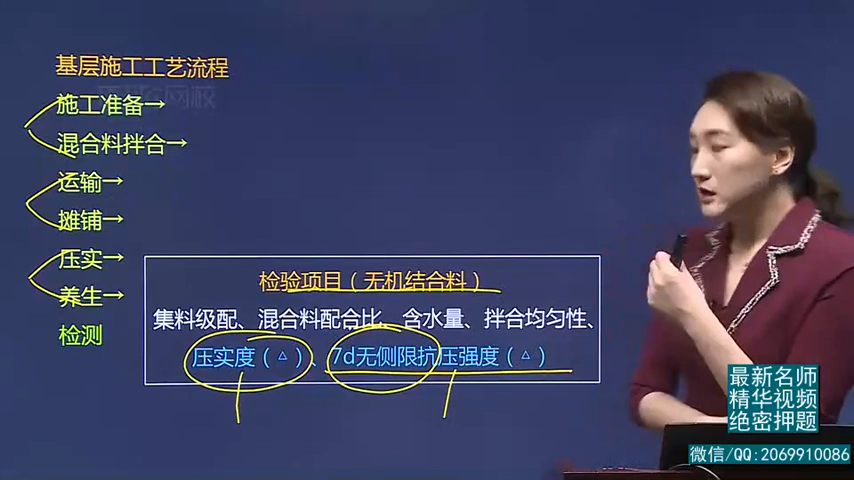 基层施工工艺流程
施工准备→
网校
混合料拌合→
运输→
摊铺→
压实→
养生→
检测
检验项目（无机结合料）
集料级配、混合料配合比、含水量、拌合均匀性、
压实度（△）、7d无侧限抗压强度（△）
最新名师
精华视频
绝密押题
微信/QQ:2069910086